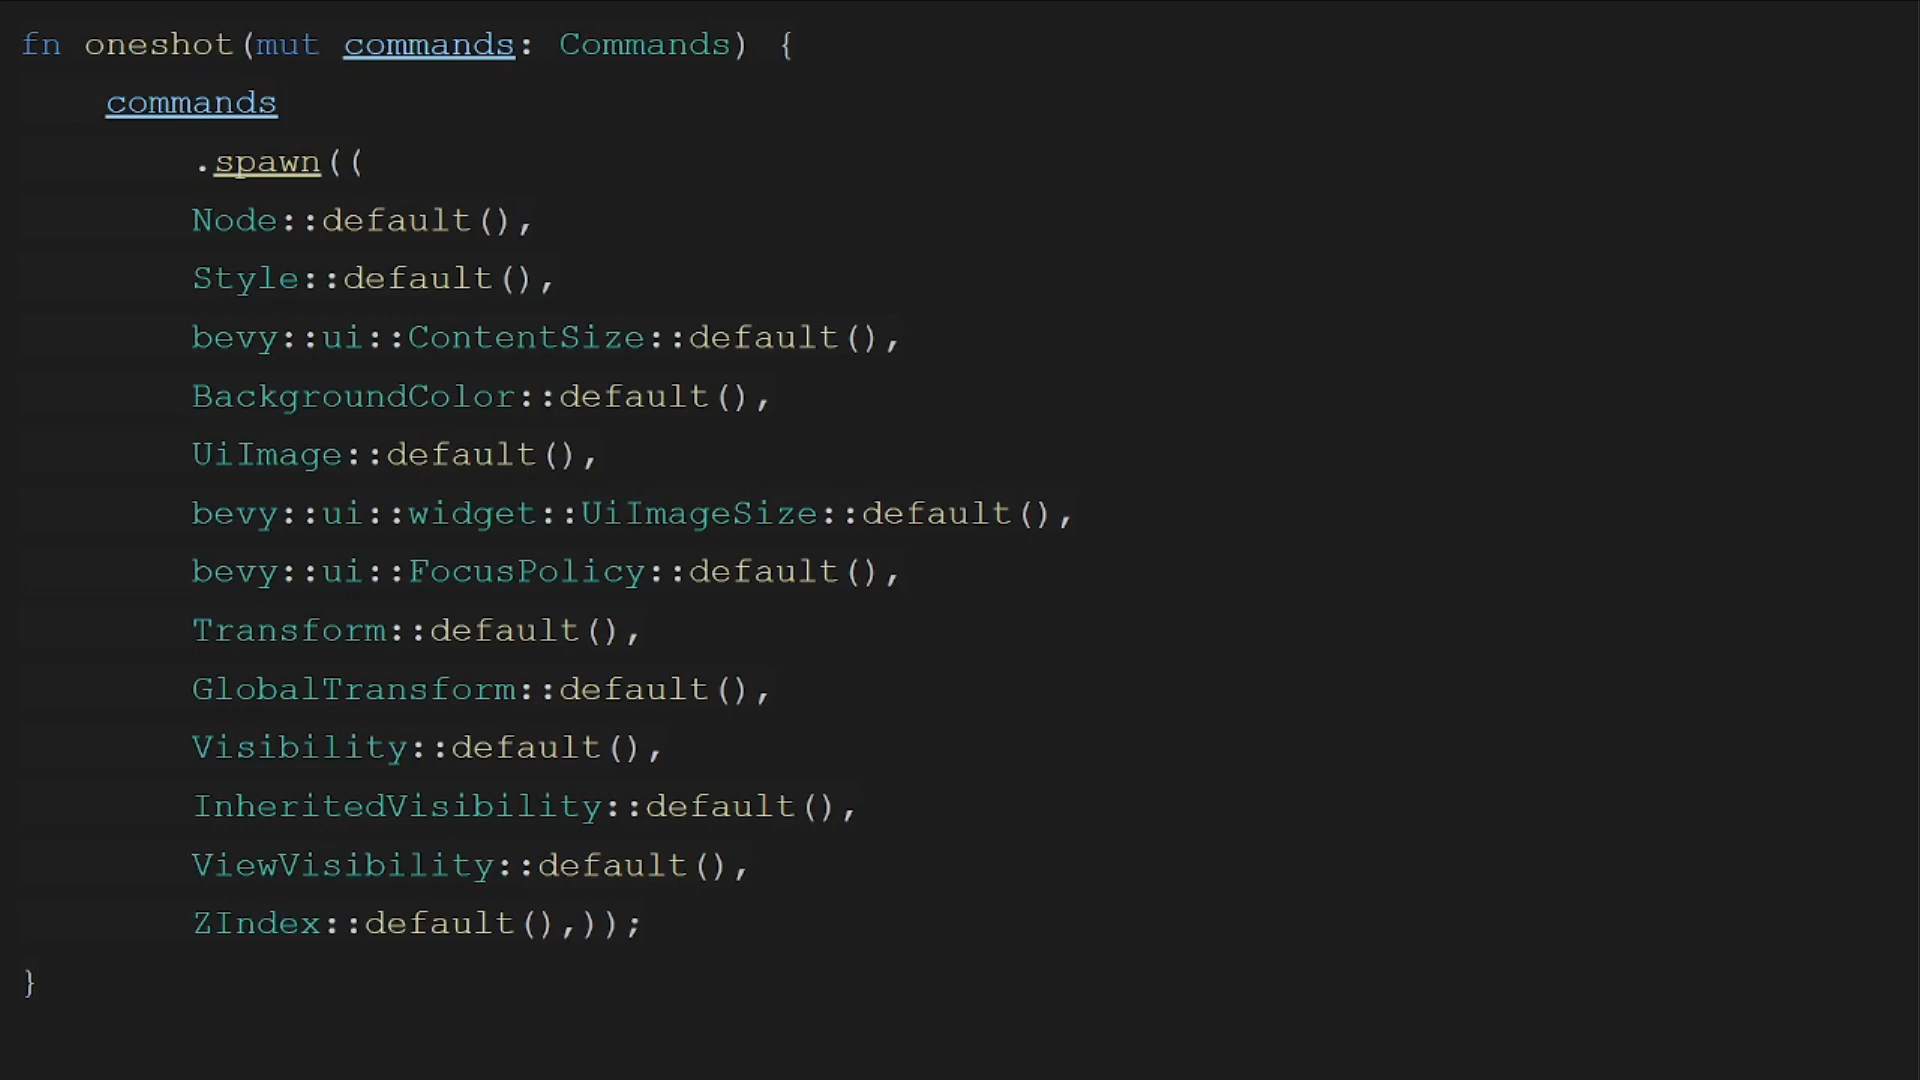 fn oneshot(mut commands: Commands) {
commands
.spawn((
Node::default(),
Style::default(),
bevy::ui::ContentSize::default(),
BackgroundColor::default(),
UiImage::default(),
bevy::ui::widget::UiImageSize::default(),
bevy::ui::FocusPolicy::default(),
Transform::default(),
GlobalTransform::default(),
Visibility::default(),
InheritedVisibility::default(),
ViewVisibility::default(),
ZIndex::default(),));
}